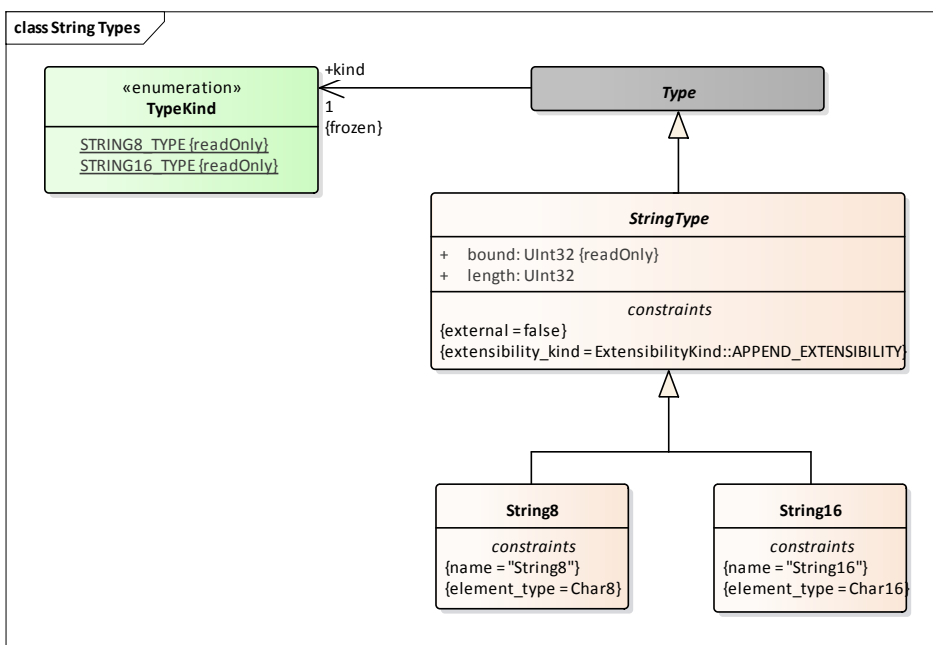 class String Types
«enumeration»
TypeKind
STRING8_TYPE {readOnly}
STRING16_TYPE {readOnly}
+kind
1
{frozen}
Type
StringType
+ bound: UInt32 {readOnly}
+ length: UInt32
constraints
{external = false}
{extensibility_kind = ExtensibilityKind::APPEND_EXTENSIBILITY}
String8
constraints
{name = "String8"}
{element_type = Char8}
String16
constraints
{name = "String16"}
{element_type = Char16}